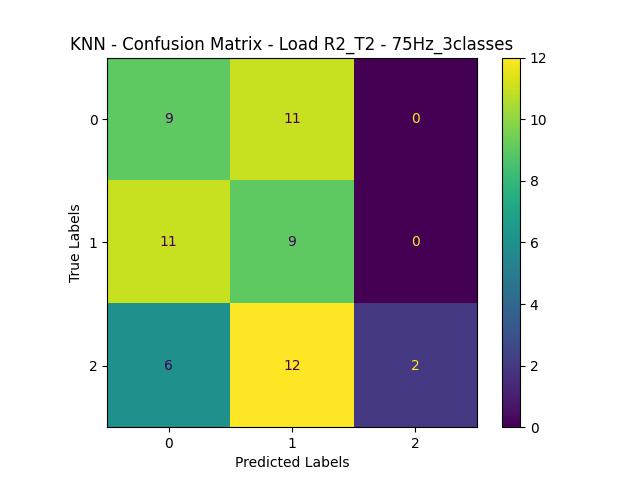 KNN - Confusion Matrix - Load R2_T2 - 75Hz_3classes
12
0 9 11 0
10
8
True Labels
1 11 9 0
6
4
2 6 12 2
2
0
0 1 2
Predicted Labels